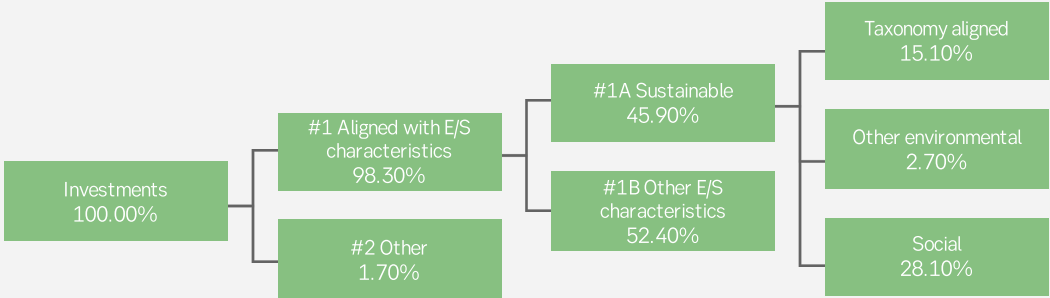 Investments
100.00%
#1 Aligned with E/S
characteristics
98.30%
#2 Other
1.70%
#1A Sustainable
45.90%
#1B Other E/S
characteristics
52.40%
Taxonomy aligned
15.10%
Other environmental
2.70%
Social
28.10%